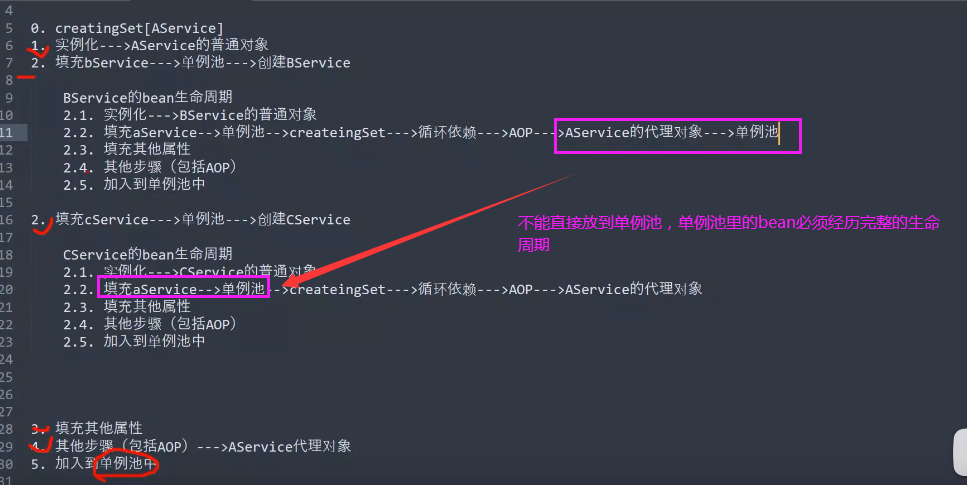 4
5 0. creatingSet[AService]
6 1. 实例化--->AService的普通对象
7 2. 填充bService--->单例池--->创建BService
8
9 BService的bean生命周期
10 2.1. 实例化--->BService的普通对象
11 2.2. 填充aService-->单例池-->createingSet--->循环依赖--->AOP--->AService的代理对象--->单例池
12 2.3. 填充其他属性
13 2.4. 其他步骤（包括AOP）
14 2.5. 加入到单例池中
15
16 2. 填充cService--->单例池--->创建CService
17
不能直接放到单例池，单例池里的bean必须经历完整的生命
周期
18 CService的bean生命周期
19 2.1. 实例化--->CService的普通对象
20 2.2. 填充aService-->单例池-->createingSet--->循环依赖--->AOP--->AService的代理对象
21 2.3. 填充其他属性
22 2.4. 其他步骤（包括AOP）
23 2.5. 加入到单例池中
24
25
26
27
28 3. 填充其他属性
29 4. 其他步骤（包括AOP）--->AService代理对象
30 5. 加入到单例池中
31